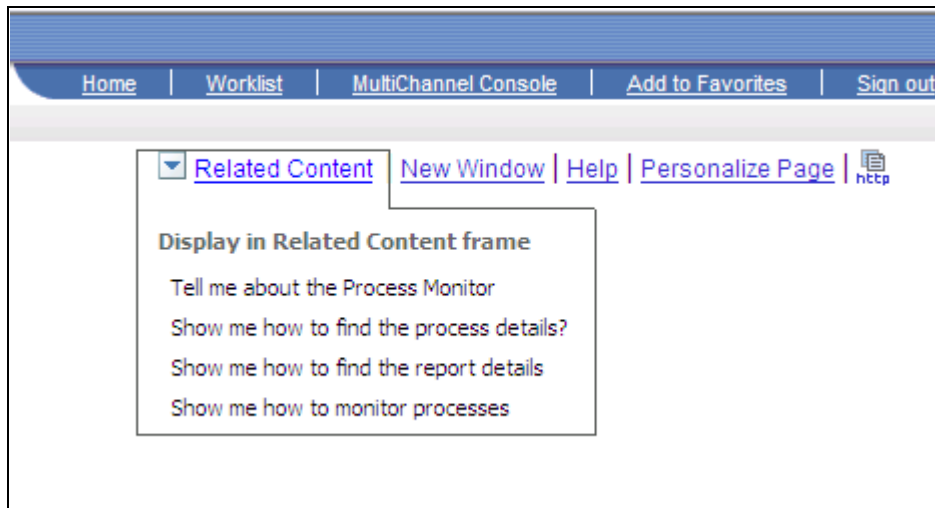 Home | Worklist | MultiChannel Console | Add to Favorites | Sign out
Related Content | New Window | Help | Personalize Page | http
Display in Related Content frame
Tell me about the Process Monitor
Show me how to find the process details?
Show me how to find the report details
Show me how to monitor processes